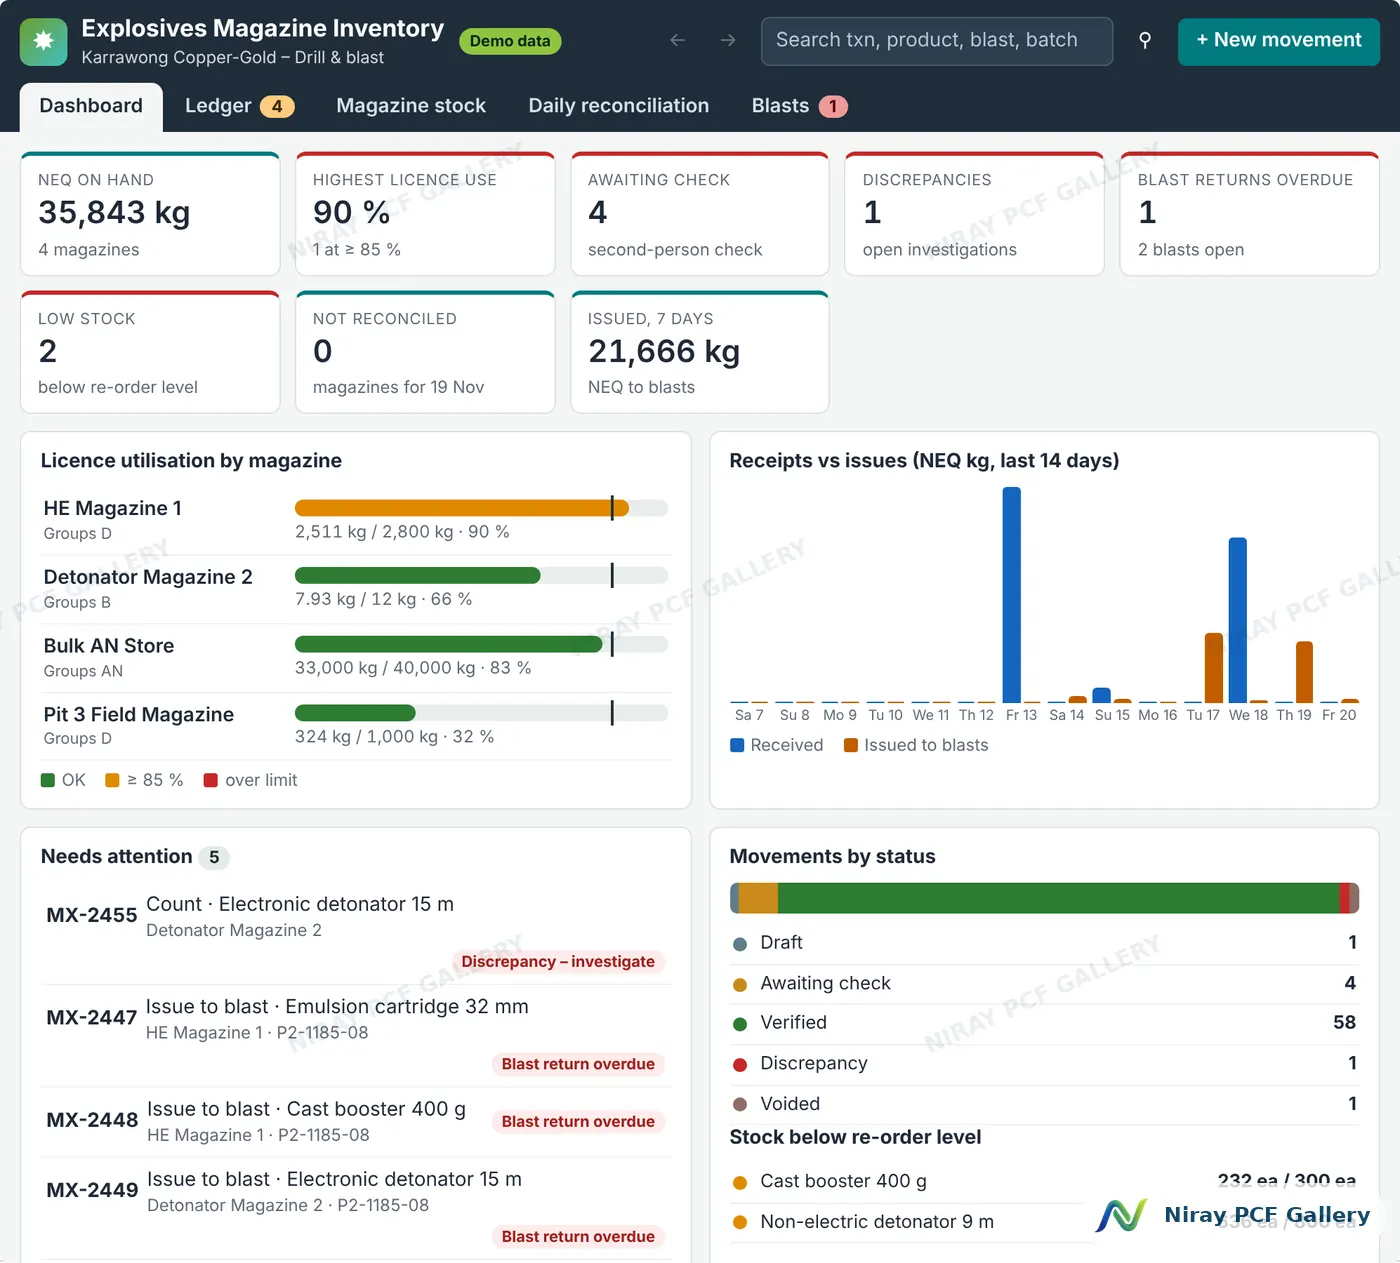 Explosives Magazine Inventory
Karrawong Copper-Gold – Drill & blast
Demo data
← →
Search txn, product, blast, batch
+ New movement
Dashboard
Ledger 4
Magazine stock
Daily reconciliation
Blasts 1
NEQ ON HAND
35,843 kg
4 magazines
HIGHEST LICENCE USE
90 %
1 at ≥ 85 %
AWAITING CHECK
4
second-person check
DISCREPANCIES
1
open investigations
BLAST RETURNS OVERDUE
1
2 blasts open
LOW STOCK
2
below re-order level
NOT RECONCILED
0
magazines for 19 Nov
ISSUED, 7 DAYS
21,666 kg
NEQ to blasts
Licence utilisation by magazine
HE Magazine 1
Groups D
2,511 kg / 2,800 kg · 90 %
Detonator Magazine 2
Groups B
7.93 kg / 12 kg · 66 %
Bulk AN Store
Groups AN
33,000 kg / 40,000 kg · 83 %
Pit 3 Field Magazine
Groups D
324 kg / 1,000 kg · 32 %
OK ≥ 85 % over limit
Receipts vs issues (NEQ kg, last 14 days)
Sa 7 Su 8 Mo 9 Tu 10 We 11 Th 12 Fr 13 Sa 14 Su 15 Mo 16 Tu 17 We 18 Th 19 Fr 20
Received Issued to blasts
Needs attention 5
MX-2455
Count · Electronic detonator 15 m
Detonator Magazine 2
Discrepancy – investigate
MX-2447
Issue to blast · Emulsion cartridge 32 mm
HE Magazine 1 · P2-1185-08
Blast return overdue
MX-2448
Issue to blast · Cast booster 400 g
HE Magazine 1 · P2-1185-08
Blast return overdue
MX-2449
Issue to blast · Electronic detonator 15 m
Detonator Magazine 2 · P2-1185-08
Blast return overdue
Movements by status
Draft 1
Awaiting check 4
Verified 58
Discrepancy 1
Voided 1
Stock below re-order level
Cast booster 400 g 232 ea / 300 ea
Non-electric detonator 9 m
Niray PCF Gallery
NIRAY PCF GALLERY
NIRAY PCF GALLERY
NIRAY PCF GALLERY
NIRAY PCF GALLERY